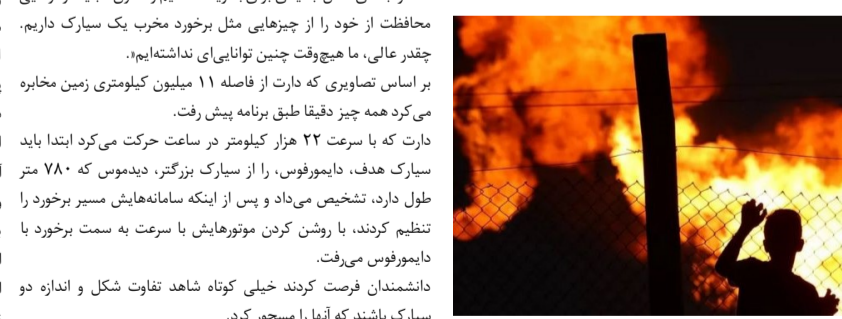 محافظت از خود را از چیزهایی مثل برخورد مخرب یک سیارک داریم.
چقدر عالی، ما هیچ‌وقت چنین توانایی‌ای نداشته‌ایم«.
بر اساس تصاویری که دارت از فاصله ۱۱ میلیون کیلومتری زمین مخابره
می‌کرد همه چیز دقیقا طبق برنامه پیش رفت.
دارت که با سرعت ۲۲ هزار کیلومتر در ساعت حرکت می‌کرد ابتدا باید
سیارک هدف، دایمورفوس، را از سیارک بزرگتر، دیدموس که ۷۸۰ متر
طول دارد، تشخیص می‌داد و پس از اینکه سامانه‌هایش مسیر برخورد را
تنظیم کردند، با روشن کردن موتورهایش با سرعت به سمت برخورد با
دایمورفوس می‌رفت.
دانشمندان فرصت کردند خیلی کوتاه شاهد تفاوت شکل و اندازه دو
سیارک باشند که آنها را مسحور کرد.